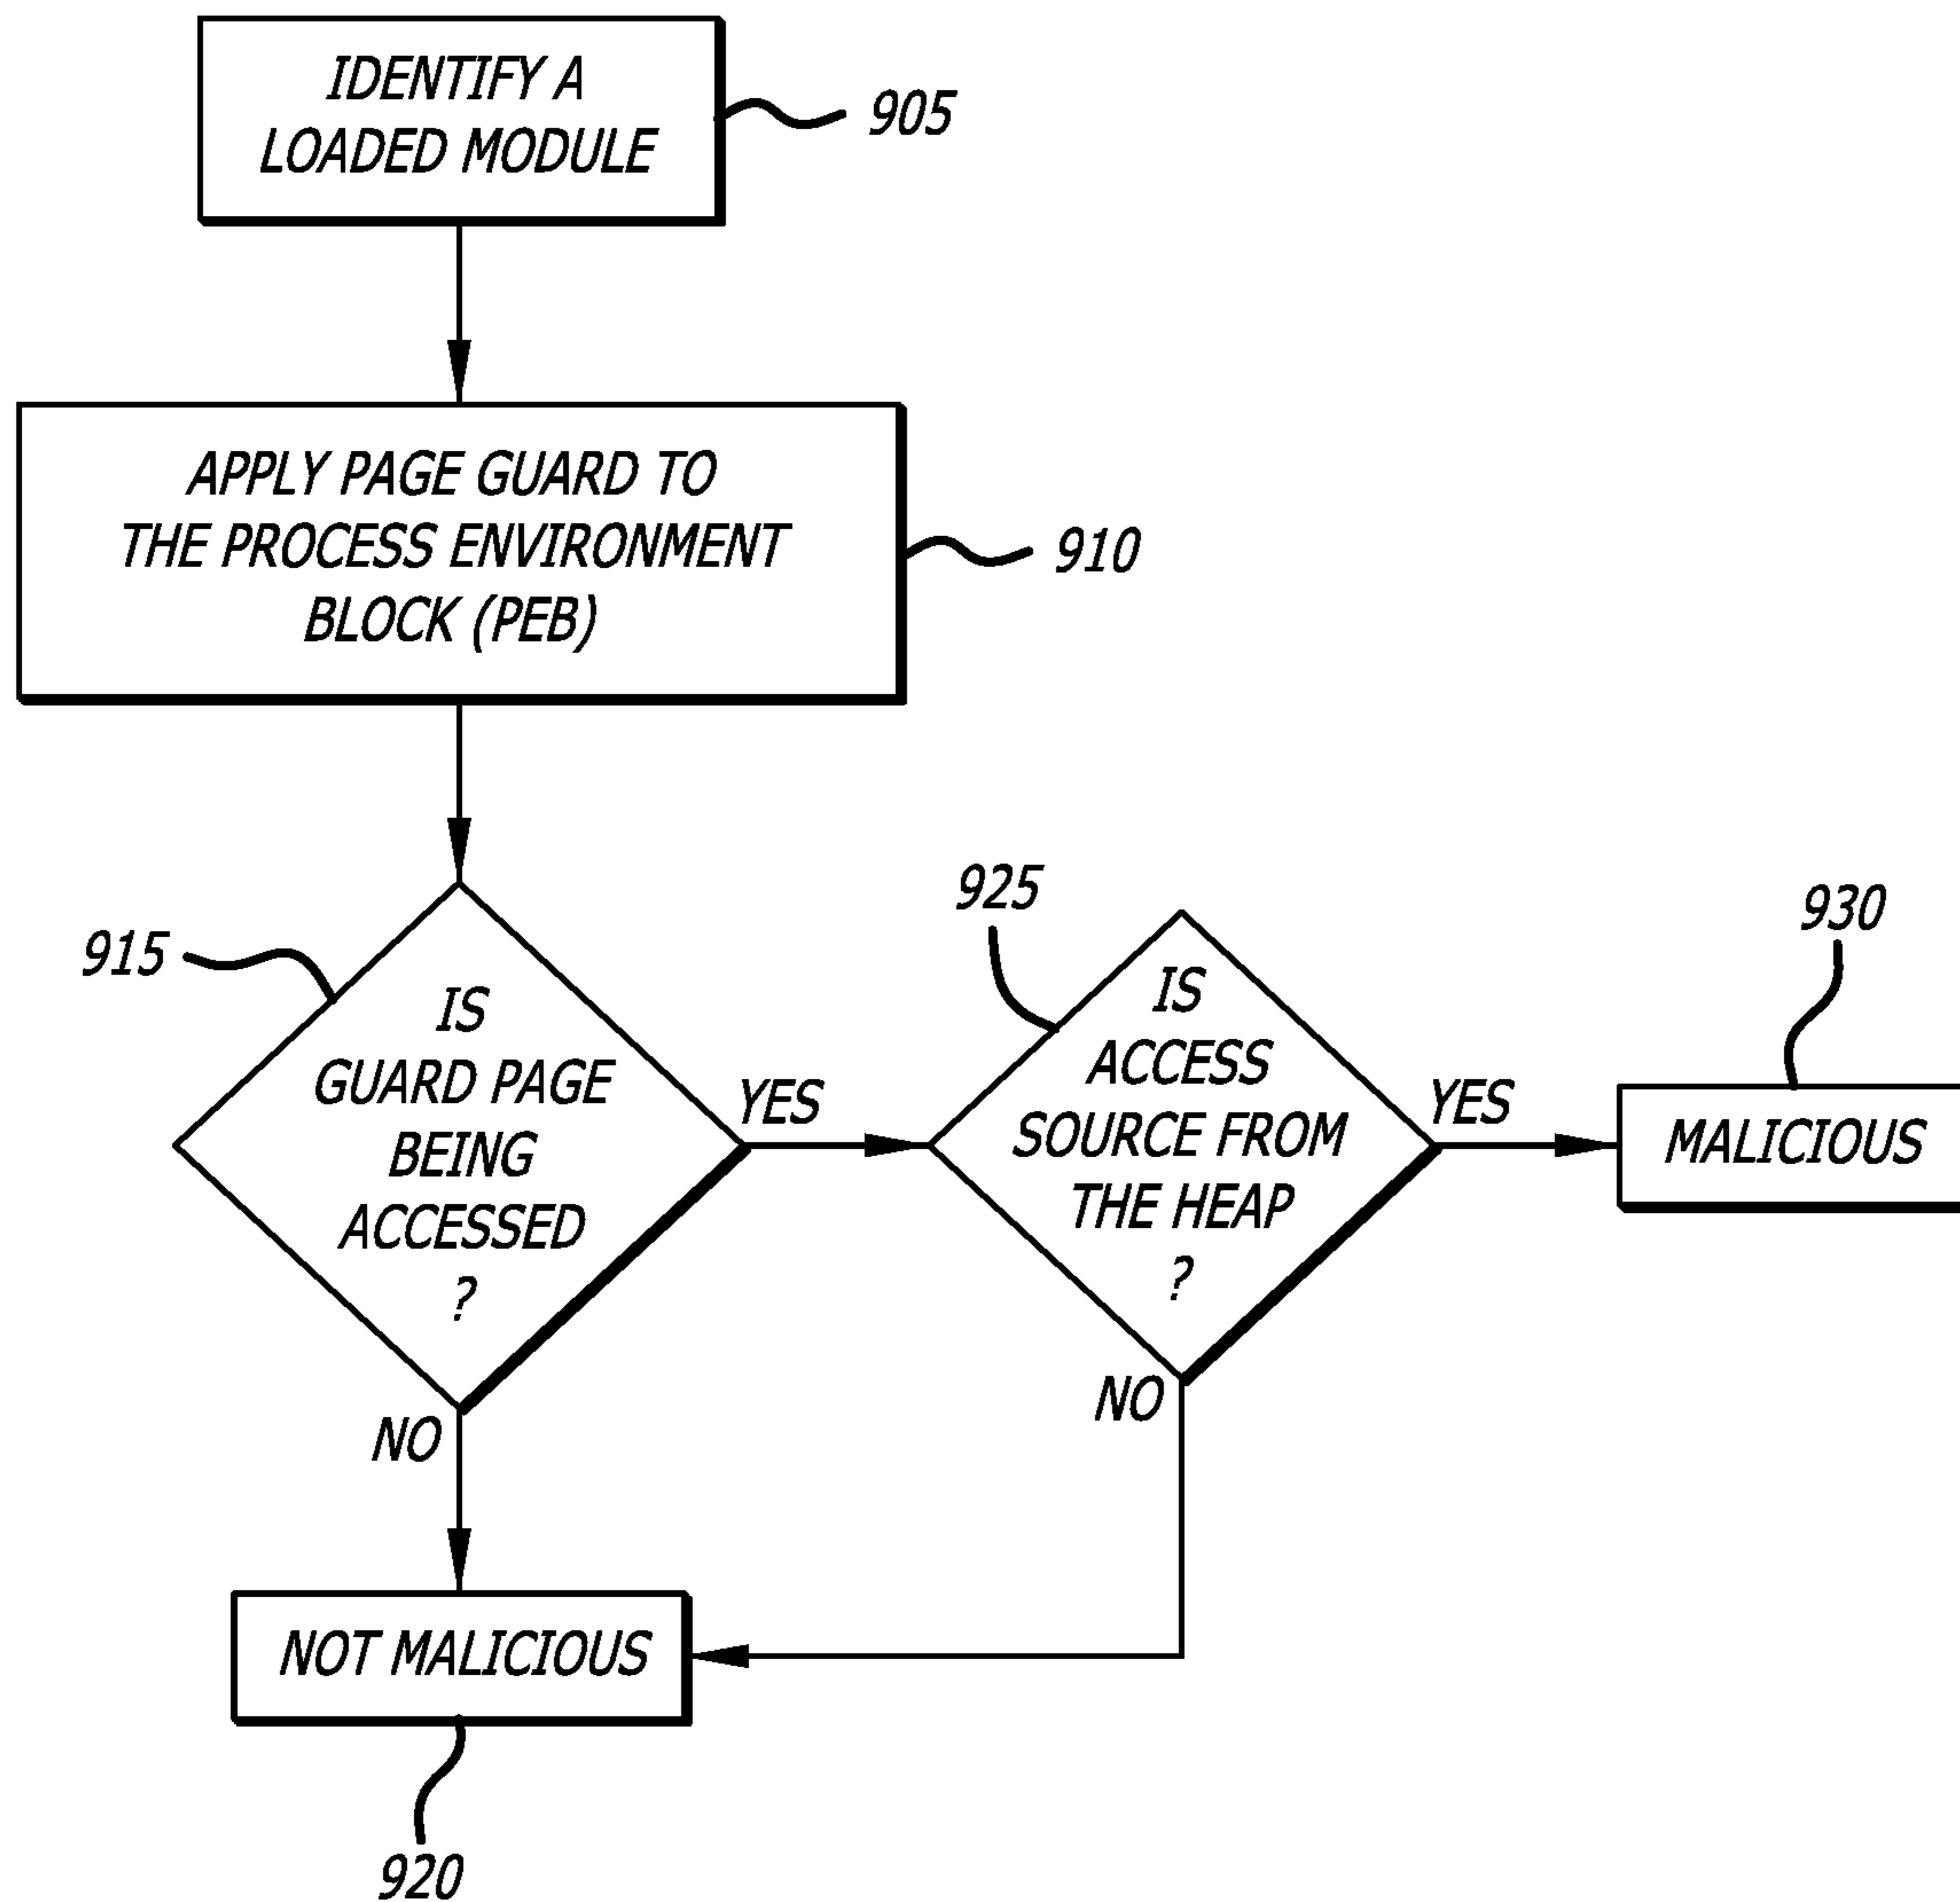 IDENTIFY A
LOADED MODULE
905
APPLY PAGE GUARD TO
THE PROCESS ENVIRONMENT
BLOCK (PEB)
910
915
IS
GUARD PAGE
BEING
ACCESSED
?
YES
NO
925
IS
ACCESS
SOURCE FROM
THE HEAP
?
YES
NO
930
MALICIOUS
NOT MALICIOUS
920